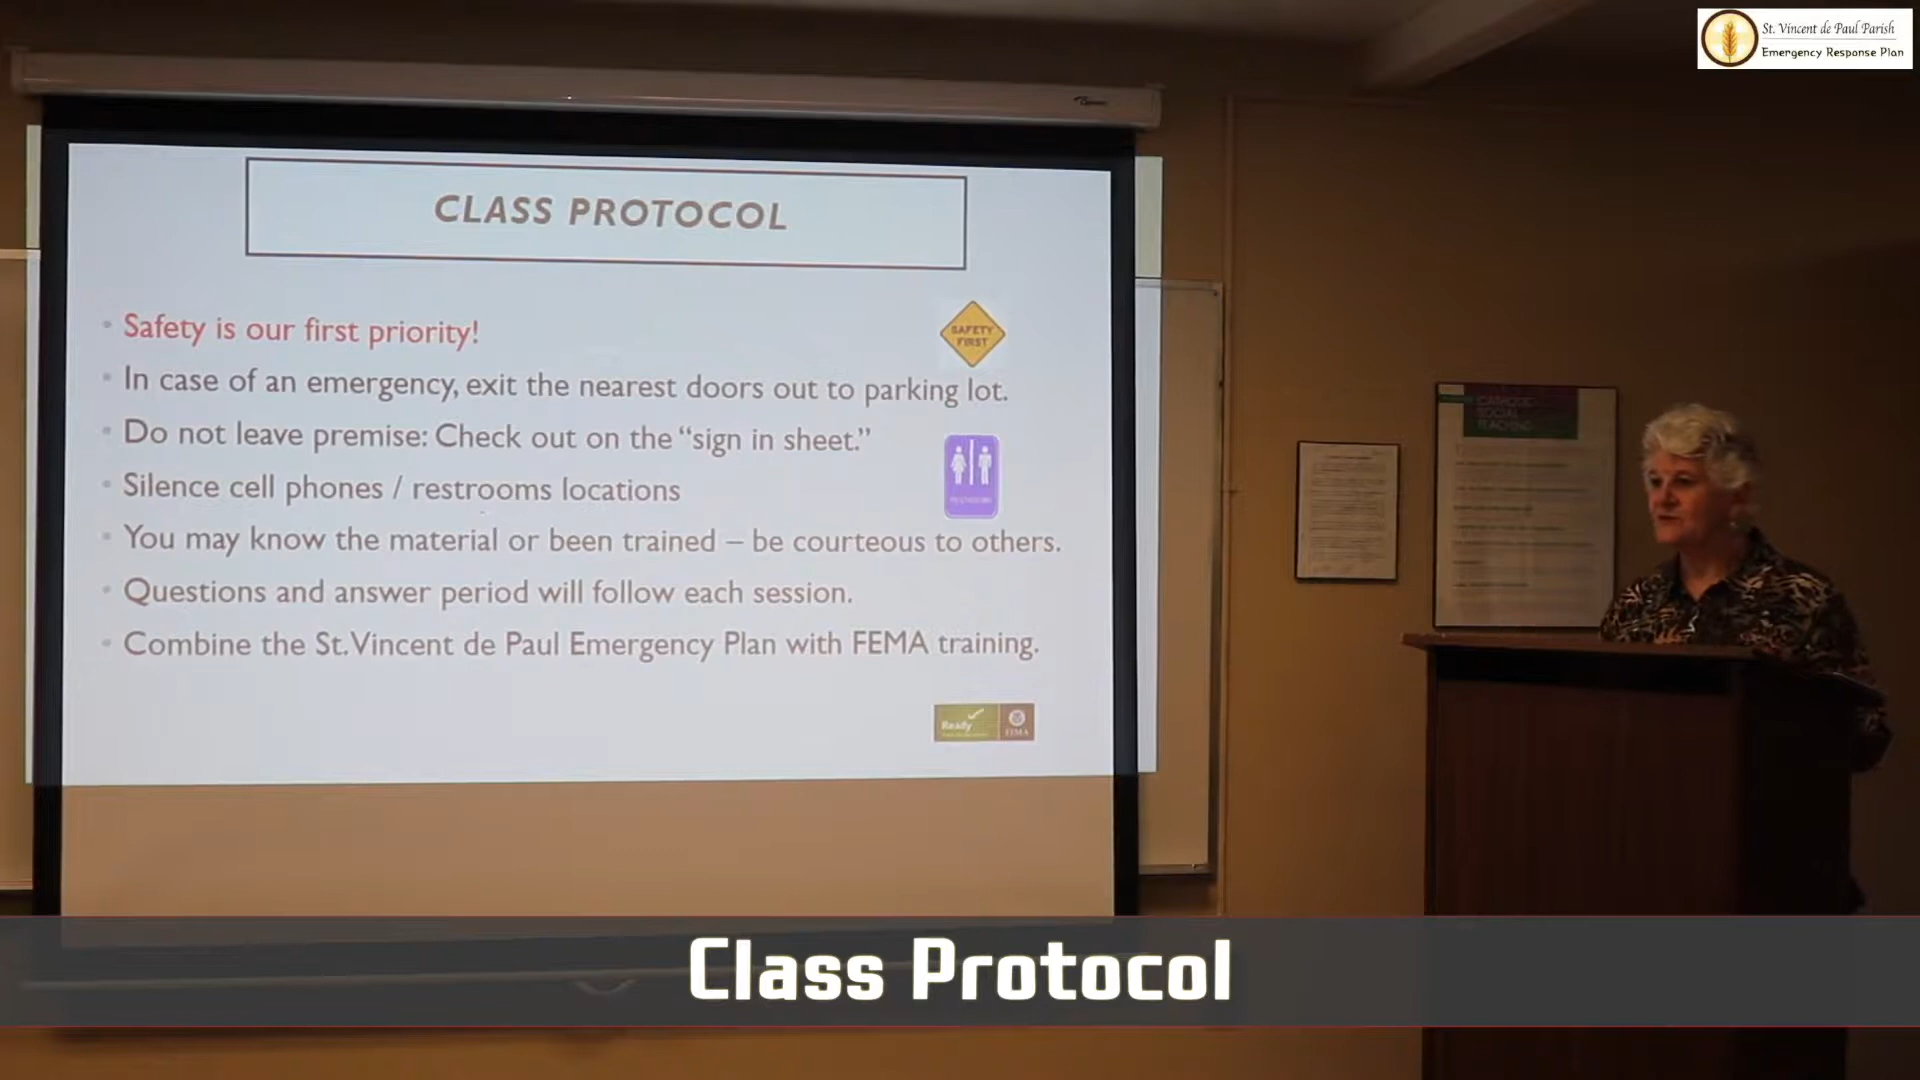 St. Vincent de Paul Parish
Emergency Response Plan
CLASS PROTOCOL
Safety is our first priority!
SAFETY
FIRST
In case of an emergency, exit the nearest doors out to parking lot.
Do not leave premise: Check out on the “sign in sheet.”
Silence cell phones / restrooms locations
You may know the material or been trained – be courteous to others.
Questions and answer period will follow each session.
Combine the St. Vincent de Paul Emergency Plan with FEMA training.
Ready
FEMA
CATHOLIC
SOCIAL
TEACHING
Class Protocol